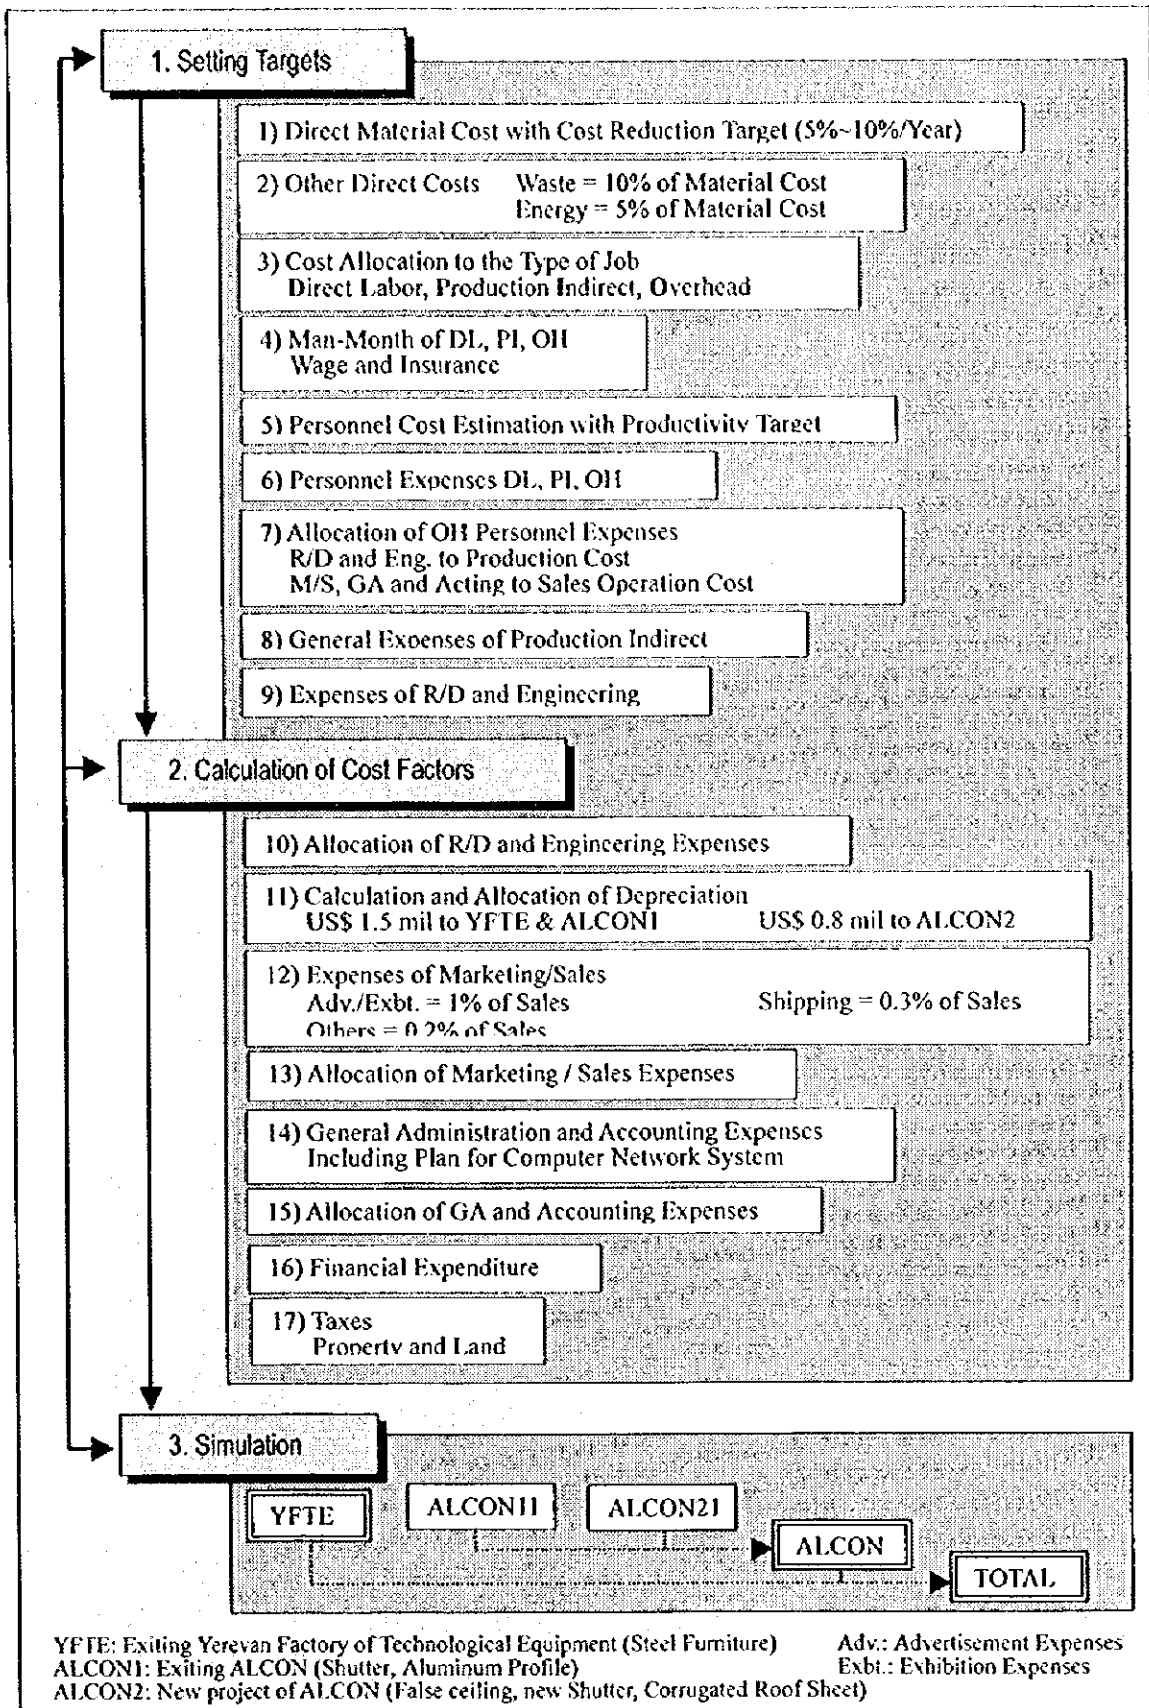 1. Setting Targets
1) Direct Material Cost with Cost Reduction Target (5%~10%/Year)
2) Other Direct Costs Waste = 10% of Material Cost
Energy = 5% of Material Cost
3) Cost Allocation to the Type of Job
Direct Labor, Production Indirect, Overhead
4) Man-Month of DL, PI, OH
Wage and Insurance
5) Personnel Cost Estimation with Productivity Target
6) Personnel Expenses DL, PI, OH
7) Allocation of OH Personnel Expenses
R/D and Eng. to Production Cost
M/S, GA and Acting to Sales Operation Cost
8) General Expenses of Production Indirect
9) Expenses of R/D and Engineering
2. Calculation of Cost Factors
10) Allocation of R/D and Engineering Expenses
11) Calculation and Allocation of Depreciation
US$ 1.5 mil to YFTE & ALCON1 US$ 0.8 mil to ALCON2
12) Expenses of Marketing/Sales
Adv./Exbt. = 1% of Sales Shipping = 0.3% of Sales
Others = 0.2% of Sales
13) Allocation of Marketing / Sales Expenses
14) General Administration and Accounting Expenses
Including Plan for Computer Network System
15) Allocation of GA and Accounting Expenses
16) Financial Expenditure
17) Taxes
Property and Land
3. Simulation
YFTE ALCON11 ALCON21
ALCON
TOTAL
YFTE: Exiting Yerevan Factory of Technological Equipment (Steel Furniture) Adv.: Advertisement Expenses
ALCON1: Exiting ALCON (Shutter, Aluminum Profile) Exbt.: Exhibition Expenses
ALCON2: New project of ALCON (False ceiling, new Shutter, Corrugated Roof Sheet)